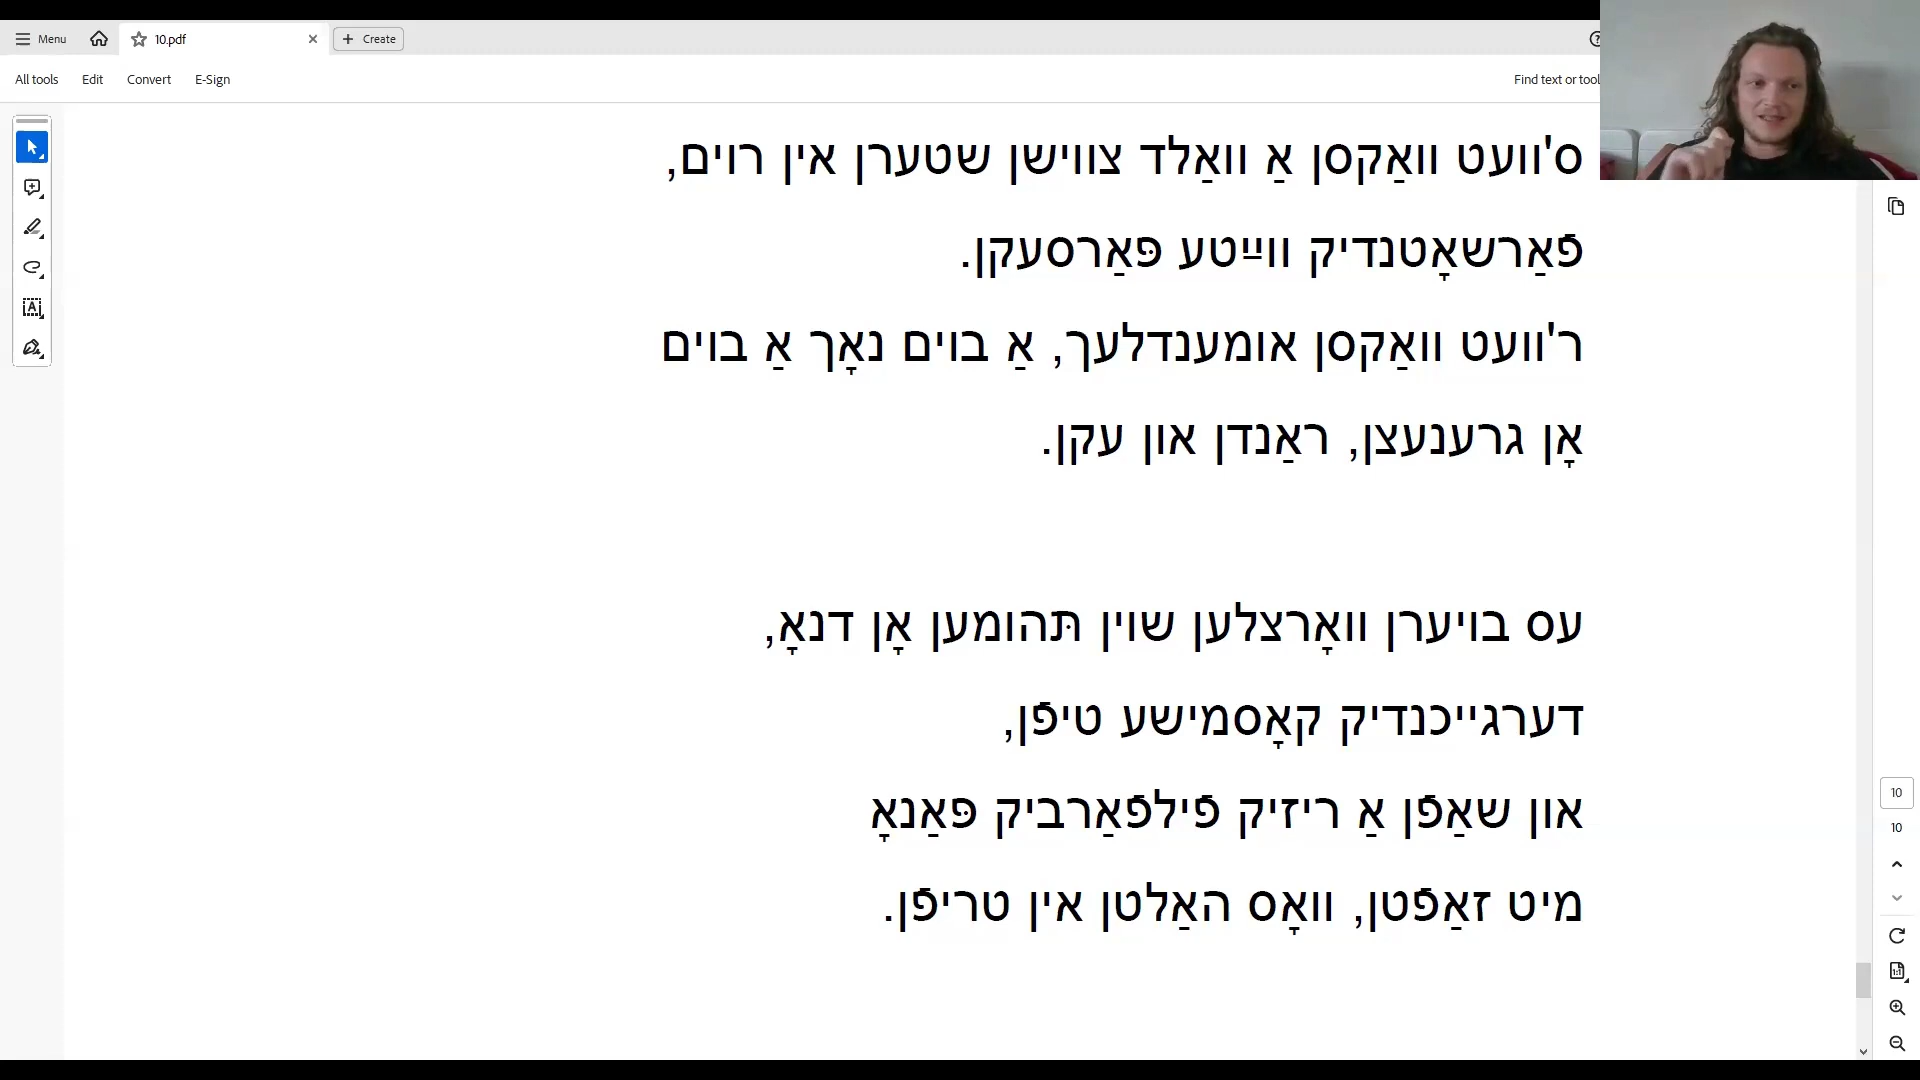 Menu
10.pdf
Create
All tools
Edit
Convert
E-Sign
Find text or tool
ס'וועט וואַקסן אַ וואַלד צווישן שטערן אין רוים,
פֿאַרשאָטנדיק ווײַטע פּאַרסעקן.
ר'וועט וואַקסן אומענדלעך, אַ בוים נאָך אַ בוים
אָן גרענעצן, ראַנדן און עקן.
עס בויערן וואָרצלען שוין תּהומען אָן דנאָ,
דערגייכנדיק קאָסמישע טיפֿן,
און שאַפֿן אַ ריזיק פֿילפֿאַרביק פּאַנאָ
מיט זאַפֿטן, וואָס האַלטן אין טריפֿן.
10
10